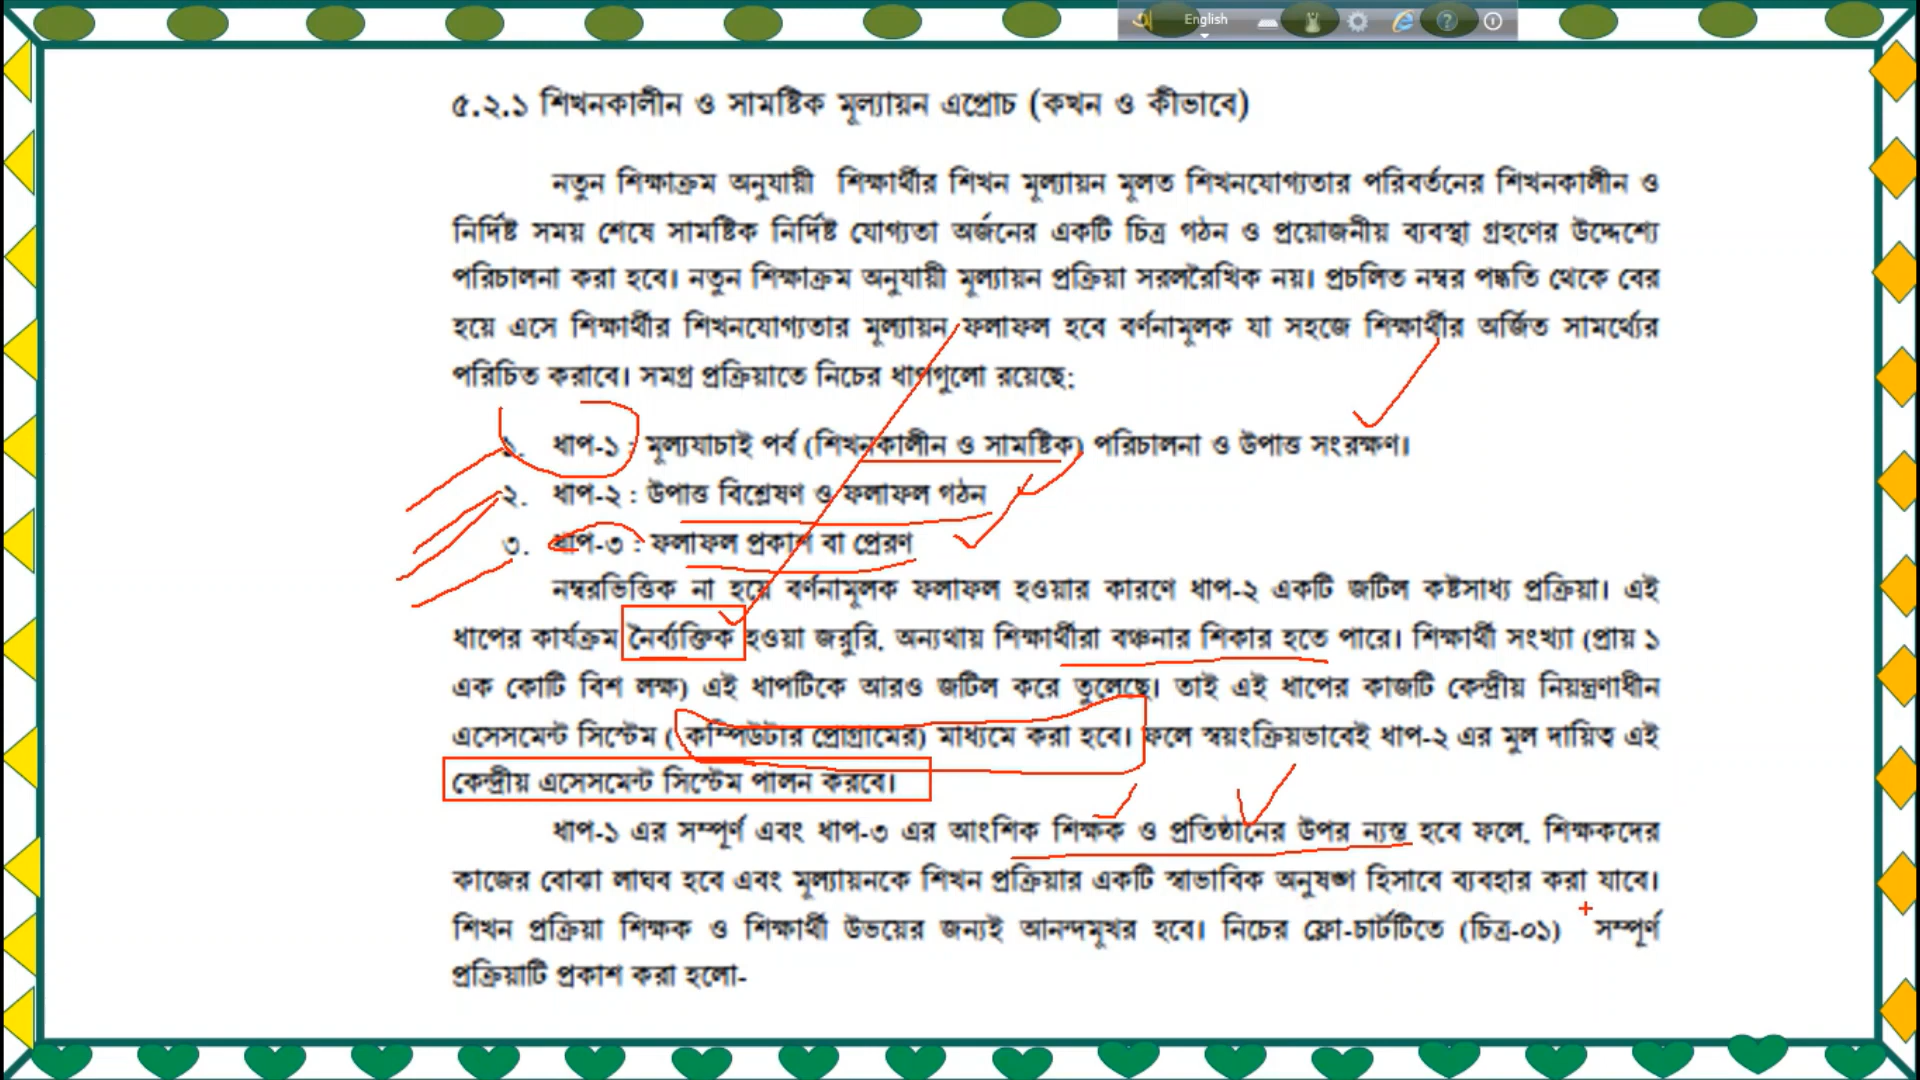 English
৫.২.১ শিখনকালীন ও সামষ্টিক মূল্যায়ন এপ্রোচ (কখন ও কীভাবে)
নতুন শিক্ষাক্রম অনুযায়ী শিক্ষার্থীর শিখন মূল্যায়ন মূলত শিখনযোগ্যতার পরিবর্তনের শিখনকালীন ও
নির্দিষ্ট সময় শেষে সামষ্টিক নির্দিষ্ট যোগ্যতা অর্জনের একটি চিত্র গঠন ও প্রয়োজনীয় ব্যবস্থা গ্রহণের উদ্দেশ্যে
পরিচালনা করা হবে। নতুন শিক্ষাক্রম অনুযায়ী মূল্যায়ন প্রক্রিয়া সরলরৈখিক নয়। প্রচলিত নম্বর পদ্ধতি থেকে বের
হয়ে এসে শিক্ষার্থীর শিখনযোগ্যতার মূল্যায়ন ফলাফল হবে বর্ণনামূলক যা সহজে শিক্ষার্থীর অর্জিত সামর্থ্যের
পরিচিত করাবে। সমগ্র প্রক্রিয়াতে নিচের ধাপগুলো রয়েছে:
১. ধাপ-১ : মূল্যযাচাই পর্ব (শিখনকালীন ও সামষ্টিক) পরিচালনা ও উপাত্ত সংরক্ষণ।
২. ধাপ-২ : উপাত্ত বিশ্লেষণ ও ফলাফল গঠন
৩. ধাপ-৩ : ফলাফল প্রকাশ বা প্রেরণ
নম্বরভিত্তিক না হয়ে বর্ণনামূলক ফলাফল হওয়ার কারণে ধাপ-২ একটি জটিল কষ্টসাধ্য প্রক্রিয়া। এই
ধাপের কার্যক্রম নৈর্ব্যক্তিক হওয়া জরুরি, অন্যথায় শিক্ষার্থীরা বঞ্চনার শিকার হতে পারে। শিক্ষার্থী সংখ্যা (প্রায় ১
এক কোটি বিশ লক্ষ) এই ধাপটিকে আরও জটিল করে তুলেছে। তাই এই ধাপের কাজটি কেন্দ্রীয় নিয়ন্ত্রণাধীন
এসেসমেন্ট সিস্টেম ( কম্পিউটার প্রোগ্রামের) মাধ্যমে করা হবে। ফলে স্বয়ংক্রিয়ভাবেই ধাপ-২ এর মুল দায়িত্ব এই
কেন্দ্রীয় এসেসমেন্ট সিস্টেম পালন করবে।
ধাপ-১ এর সম্পূর্ণ এবং ধাপ-৩ এর আংশিক শিক্ষক ও প্রতিষ্ঠানের উপর ন্যস্ত হবে ফলে, শিক্ষকদের
কাজের বোঝা লাঘব হবে এবং মূল্যায়নকে শিখন প্রক্রিয়ার একটি স্বাভাবিক অনুষঙ্গ হিসাবে ব্যবহার করা যাবে।
শিখন প্রক্রিয়া শিক্ষক ও শিক্ষার্থী উভয়ের জন্যই আনন্দমুখর হবে। নিচের ফ্লো-চার্টটিতে (চিত্র-০১) সম্পূর্ণ
প্রক্রিয়াটি প্রকাশ করা হলো-